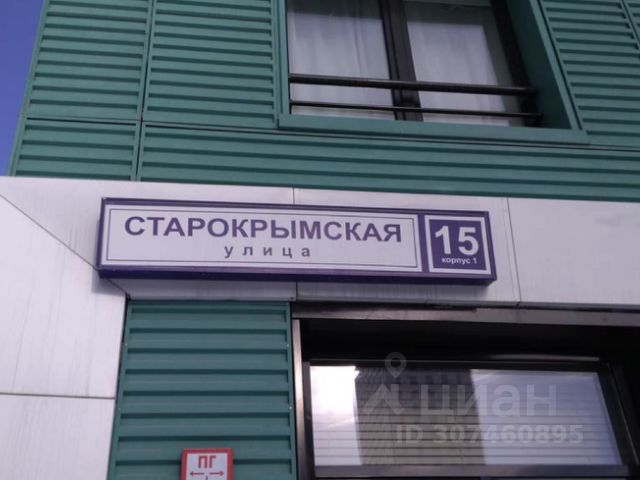 СТАРОКРЫМСКАЯ
улица
15
корпус 1
циан
ID 307460895
ПГ